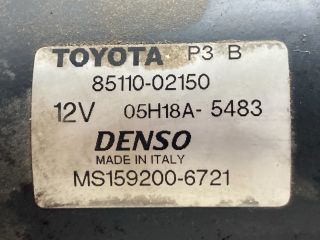 TOYOTA P3 B
85110-02150
12V 05H18A- 5483
DENSO
MADE IN ITALY
MS159200-6721